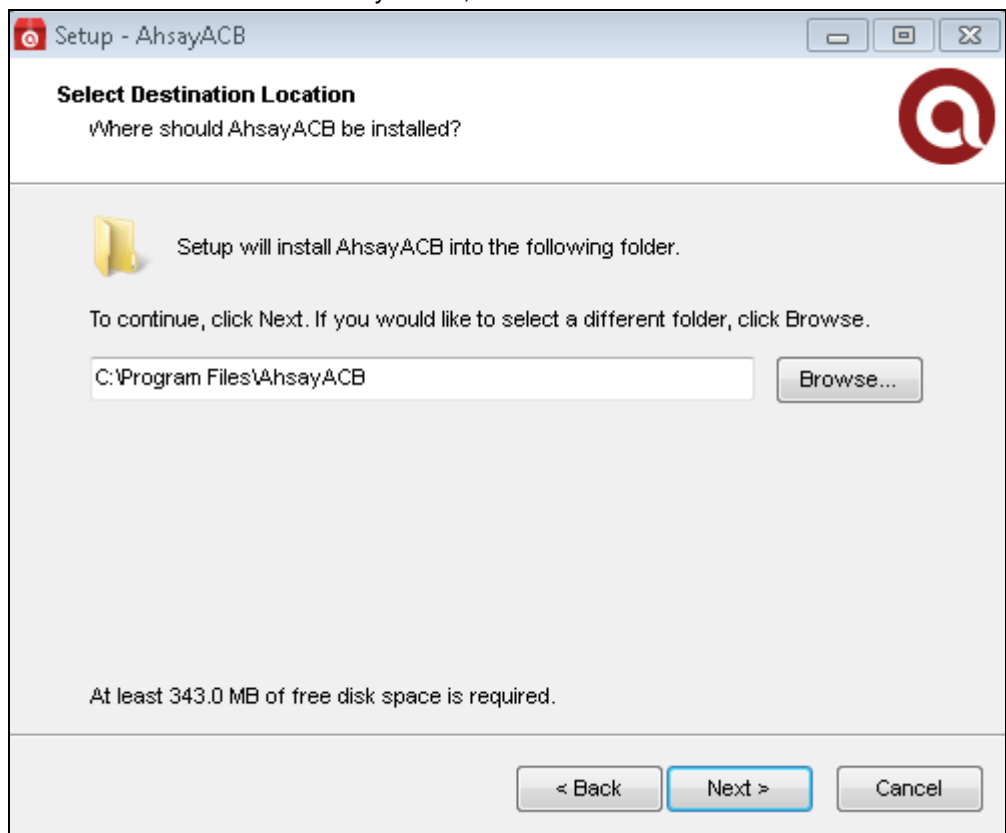 Setup - AhsayACB
Select Destination Location
Where should AhsayACB be installed?
Setup will install AhsayACB into the following folder.
To continue, click Next. If you would like to select a different folder, click Browse.
C:\Program Files\AhsayACB
Browse...
At least 343.0 MB of free disk space is required.
< Back
Next >
Cancel